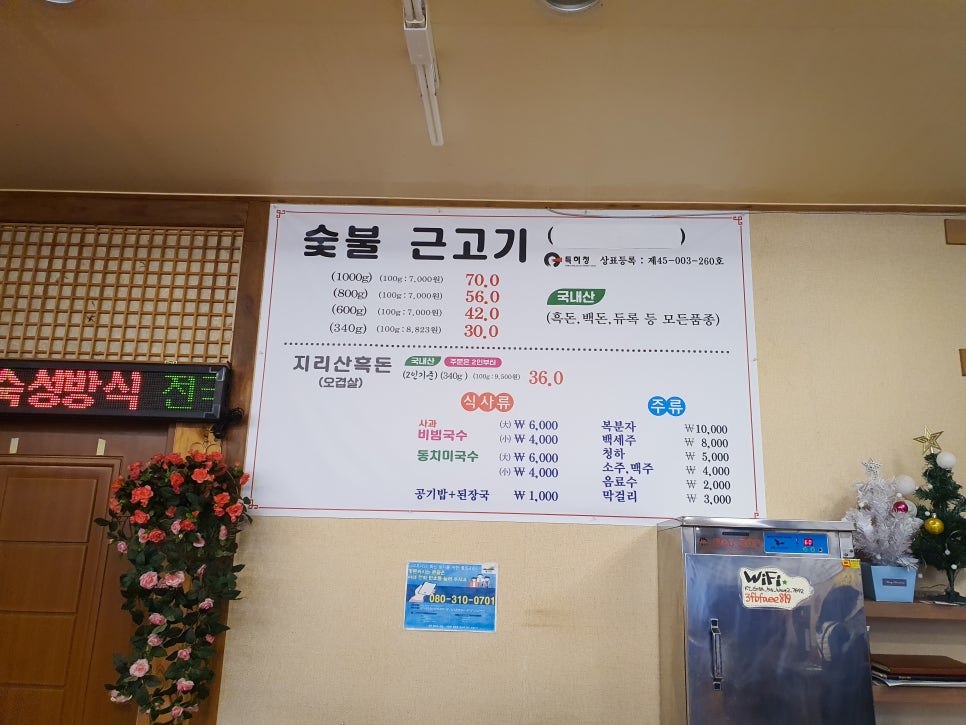 숯불 근고기 ( )
특허청 상표등록 : 제45-003-260호
(1000g) (100g : 7,000원) 70.0
(800g) (100g : 7,000원) 56.0
(600g) (100g : 7,000원) 42.0
(340g) (100g : 8,823원) 30.0
국내산
(흑돈,백돈,듀록 등 모든품종)
지리산흑돈
(오겹살)
국내산 주문은 2인부터
(2인기준) (340g) (100g : 9,500원) 36.0
식사류
사과
비빔국수 (大) ₩ 6,000
(小) ₩ 4,000
동치미국수 (大) ₩ 6,000
(小) ₩ 4,000
공기밥+된장국 ₩ 1,000
주류
복분자 ₩10,000
백세주 ₩ 8,000
청하 ₩ 5,000
소주,맥주 ₩ 4,000
음료수 ₩ 2,000
막걸리 ₩ 3,000
숙성방식
080-310-0701
WiFi
3fbfaee819